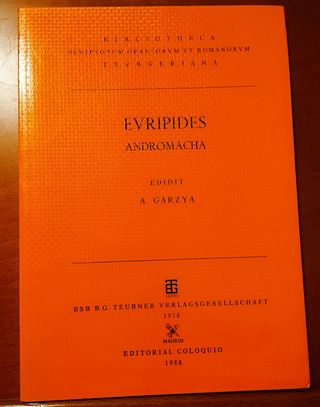 BIBLIOTHECA
SCRIPTORVM GRAECORVM ET ROMANORVM
TEVBNERIANA
EVRIPIDES
ANDROMACHA
EDIDIT
A. GARZYA
BSB B.G. TEUBNER VERLAGSGESELLSCHAFT
1978
MADRID
EDITORIAL COLOQUIO
1988